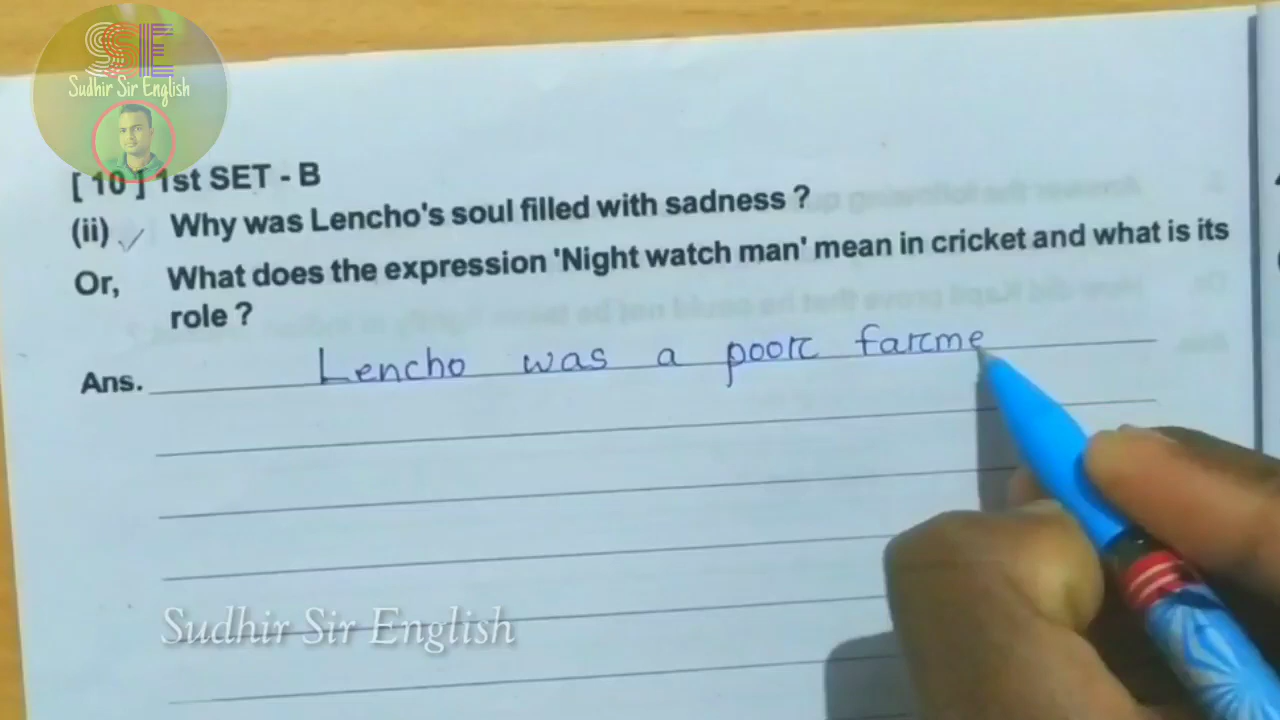 SE
Sudhir Sir English
[ 10 ] 1st SET - B
(ii) Why was Lencho's soul filled with sadness ?
Or, What does the expression 'Night watch man' mean in cricket and what is its
role ?
Ans. Lencho was a poor farme
Sudhir Sir English